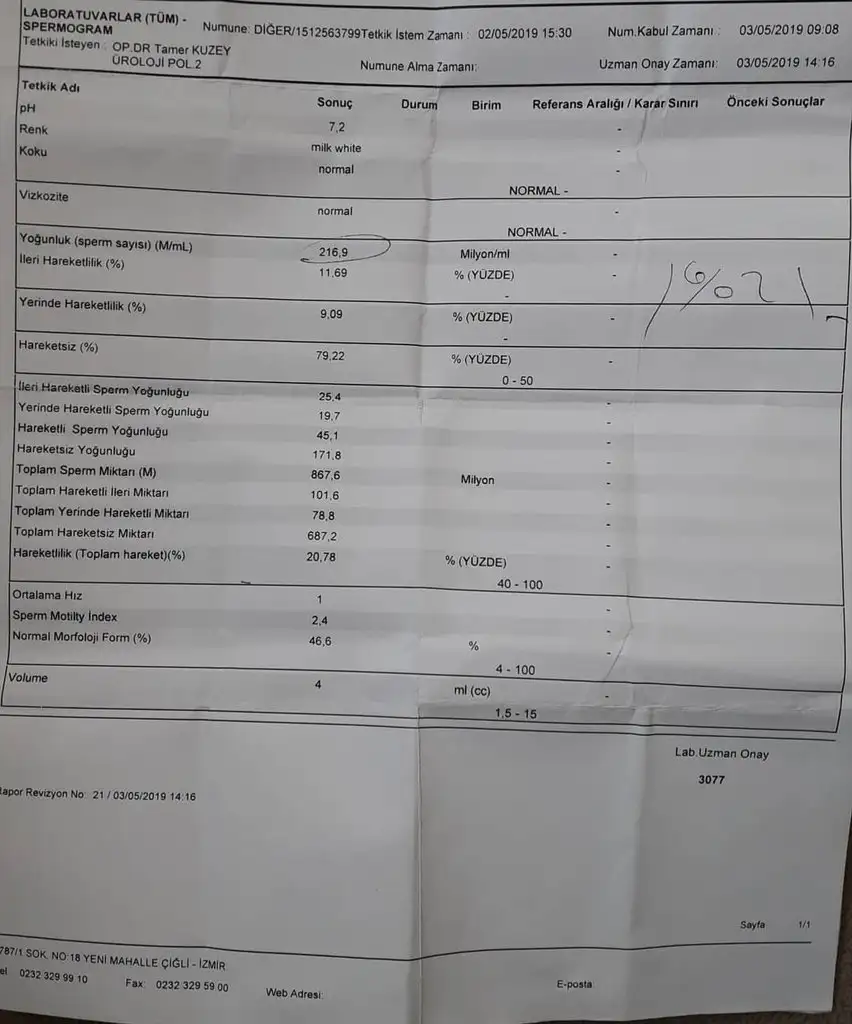 LABORATUVARLAR (TÜM) - SPERMOGRAM Numune: DİĞER/1512563799 Tetkik İstem Zamanı : 02/05/2019 15:30 Num.Kabul Zamanı : 03/05/2019 09:08
Tetkiki İsteyen : OP.DR Tamer KUZEY
ÜROLOJİ POL.2 Numune Alma Zamanı: Uzman Onay Zamanı: 03/05/2019 14:16
Tetkik Adı Sonuç Durum Birim Referans Aralığı / Karar Sınırı Önceki Sonuçlar
pH 7,2 -
Renk milk white -
Koku normal -
NORMAL -
Vizkozite normal -
NORMAL -
Yoğunluk (sperm sayısı) (M/mL) 216,9 Milyon/ml -
İleri Hareketlilik (%) 11,69 % (YÜZDE) -
-
%21
Yerinde Hareketlilik (%) 9,09 % (YÜZDE) -
-
Hareketsiz (%) 79,22 % (YÜZDE) -
0 - 50
İleri Hareketli Sperm Yoğunluğu 25,4 -
Yerinde Hareketli Sperm Yoğunluğu 19,7 -
Hareketli Sperm Yoğunluğu 45,1 -
Hareketsiz Yoğunluğu 171,8 -
Toplam Sperm Miktarı (M) 867,6 Milyon -
Toplam Hareketli İleri Miktarı 101,6 -
Toplam Yerinde Hareketli Miktarı 78,8 -
Toplam Hareketsiz Miktarı 687,2 -
Hareketlilik (Toplam hareket)(%) 20,78 % (YÜZDE) -
40 - 100
Ortalama Hız 1 -
Sperm Motilty İndex 2,4 -
Normal Morfoloji Form (%) 46,6 % -
4 - 100
Volume 4 ml (cc) -
1,5 - 15
Lab.Uzman Onay
3077
Rapor Revizyon No: 21 / 03/05/2019 14:16
Sayfa 1/1
787/1 SOK. NO:18 YENİ MAHALLE ÇİĞLİ - İZMİR
el 0232 329 99 10 Fax: 0232 329 59 00 Web Adresi: E-posta